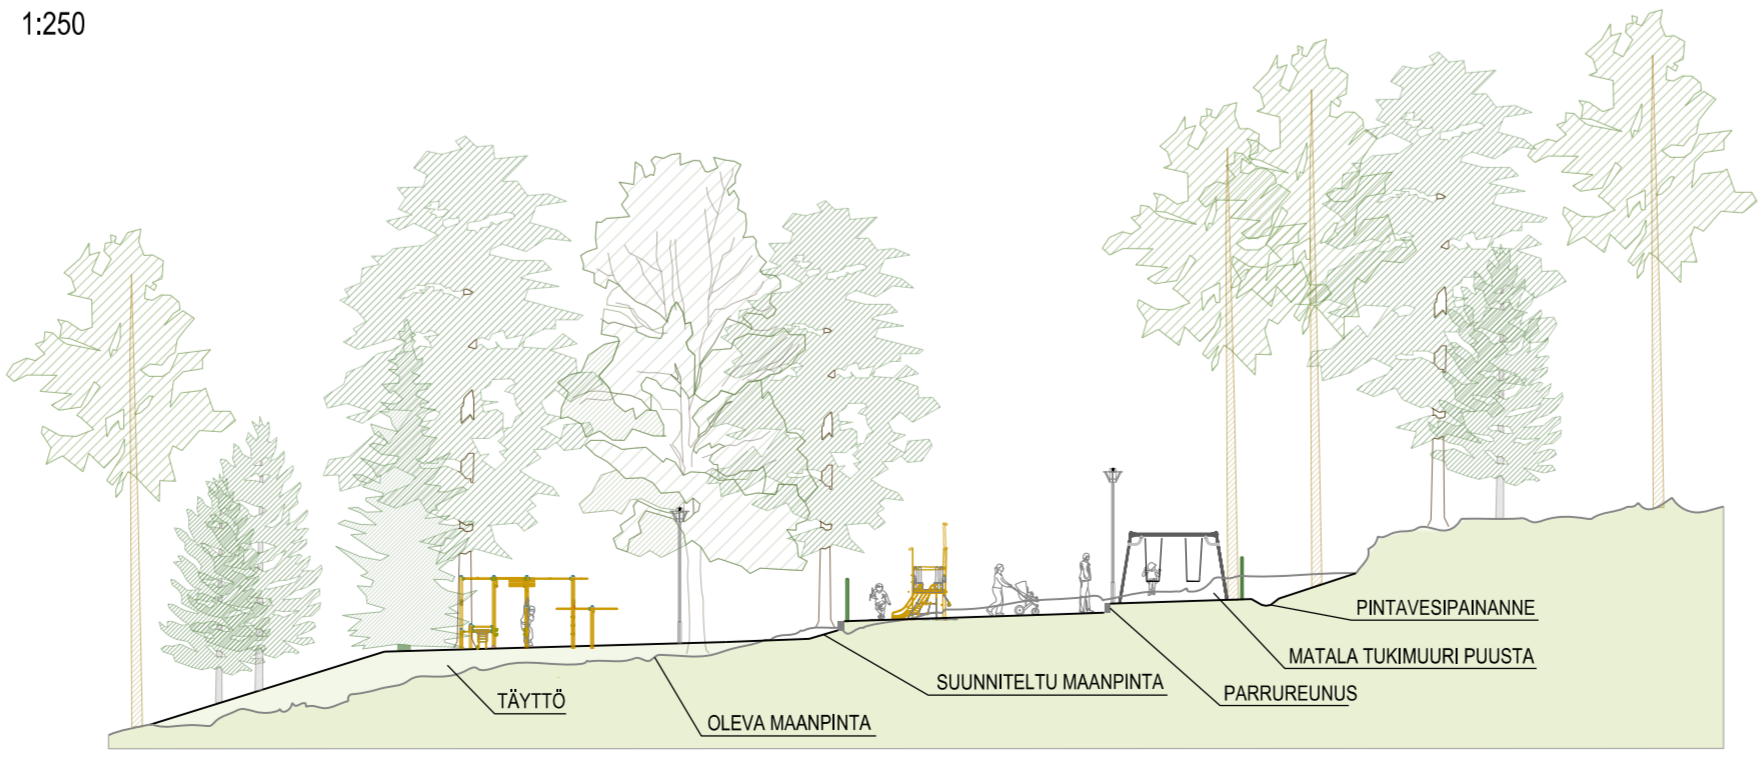 1:250
PINTAVESIPAINANNE
MATALA TUKIMUURI PUUSTA
SUUNNITELTU MAANPINTA
PARRUREUNUS
TÄYTTÖ
OLEVA MAANPINTA